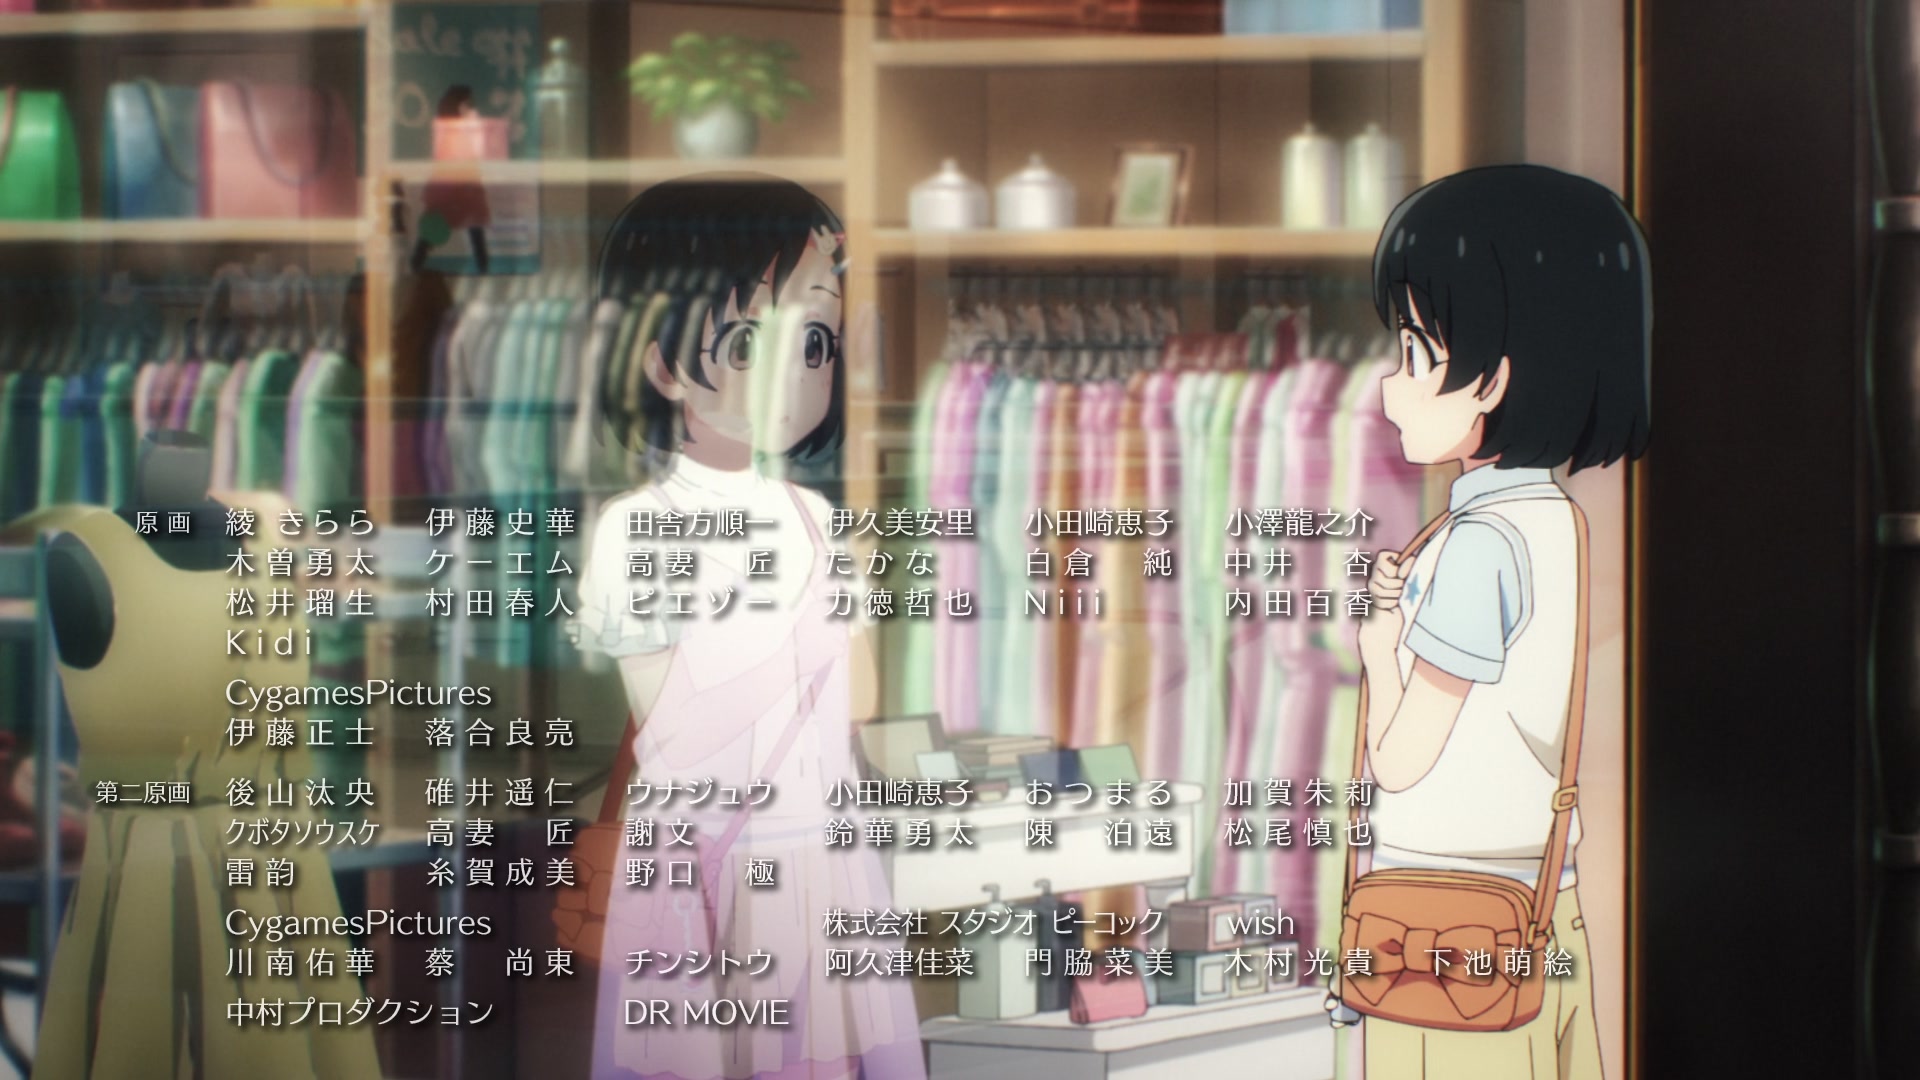 原画 綾 きらら 伊藤史華 田舎方順一 伊久美安里 小田崎恵子 小澤龍之介
木曽勇太 ケーエム 高妻 匠 たかな 白倉 純 中井 杏
松井瑠生 村田春人 ピエゾー 力徳哲也 Niii 内田百香
Kidi
CygamesPictures
伊藤正士 落合良亮
第二原画 後山汰央 碓井遥仁 ウナジュウ 小田崎恵子 おつまる 加賀朱莉
クボタソウスケ 高妻 匠 謝文 鈴華勇太 陳 泊遠 松尾慎也
雷韵 糸賀成美 野口 極
CygamesPictures 株式会社 スタジオ ピーコック wish
川南佑華 蔡 尚東 チンシトウ 阿久津佳菜 門脇菜美 木村光貴 下池萌絵
中村プロダクション DR MOVIE